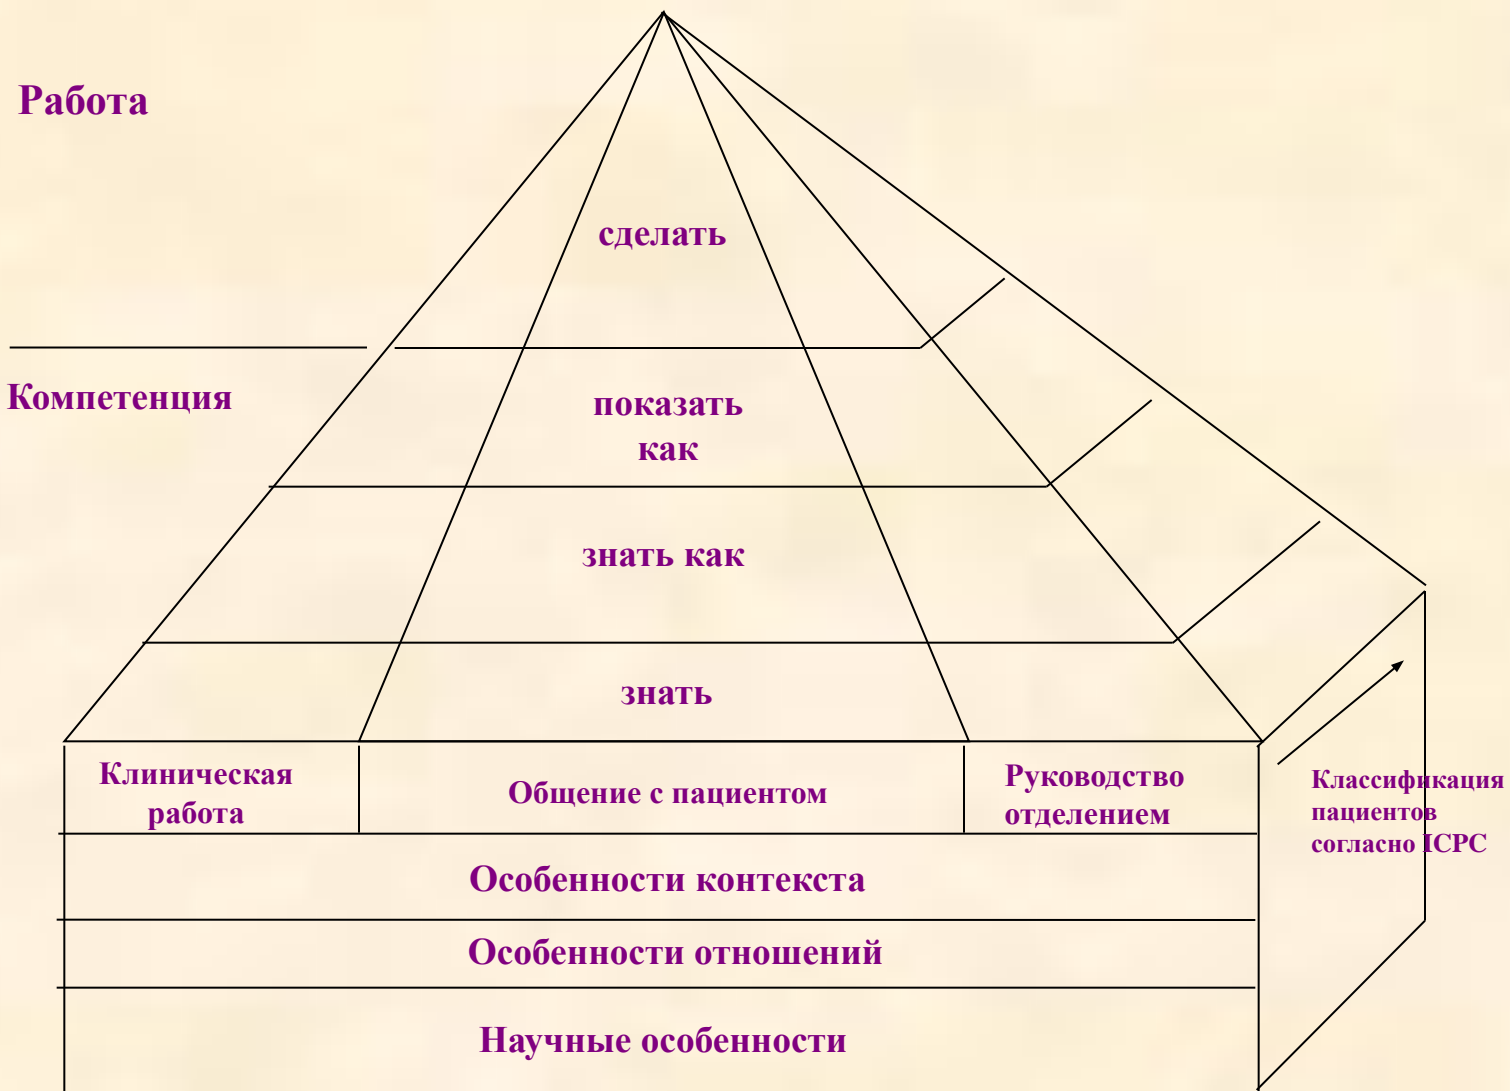 Работа
сделать
Компетенция
показать
как
знать как
знать
Клиническая
работа
Общение с пациентом
Руководство
отделением
Классификация
пациентов
согласно ICPC
Особенности контекста
Особенности отношений
Научные особенности